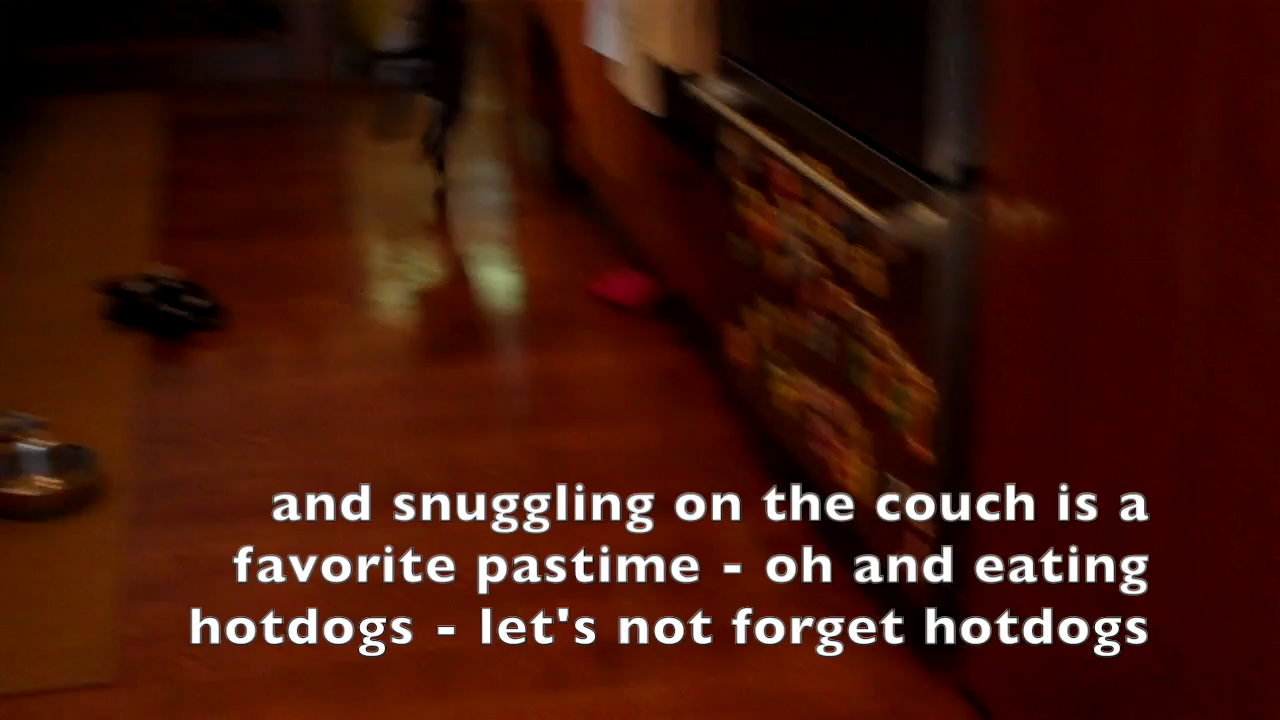 and snuggling on the couch is a
favorite pastime - oh and eating
hotdogs - let's not forget hotdogs